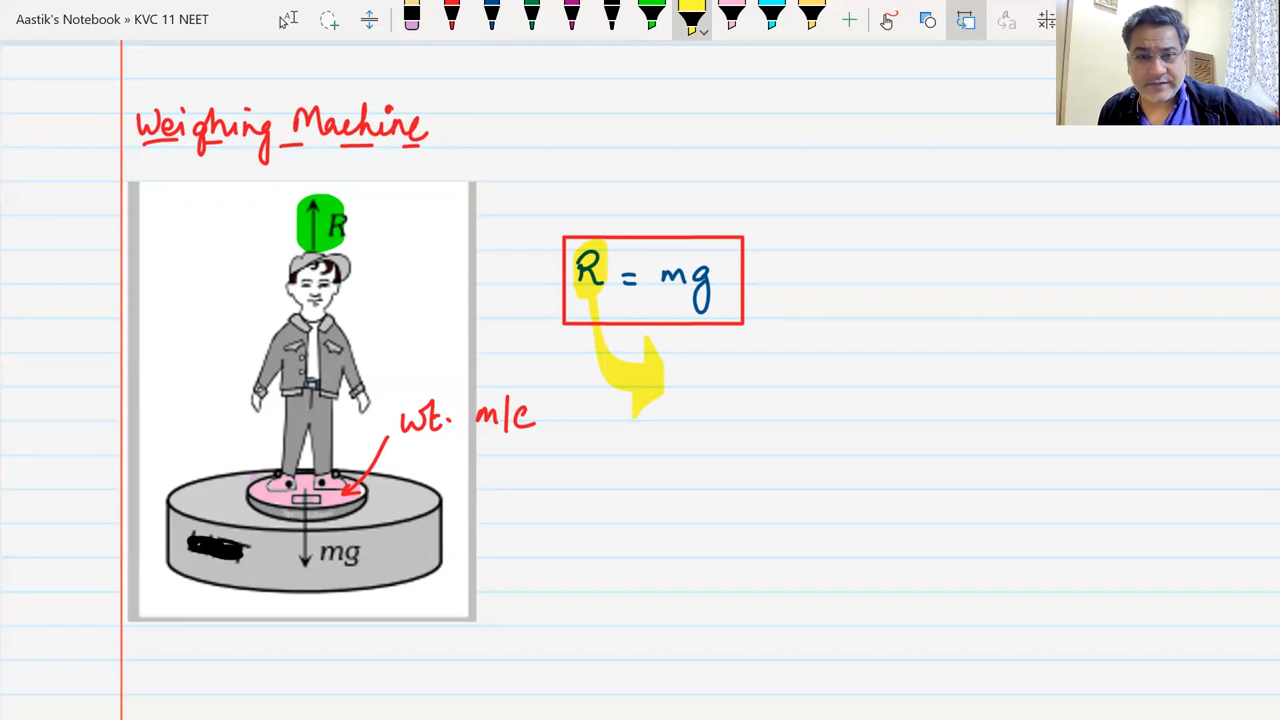 Aastik's Notebook » KVC 11 NEET
Weighing Machine
R
R = mg
wt. m/c
mg